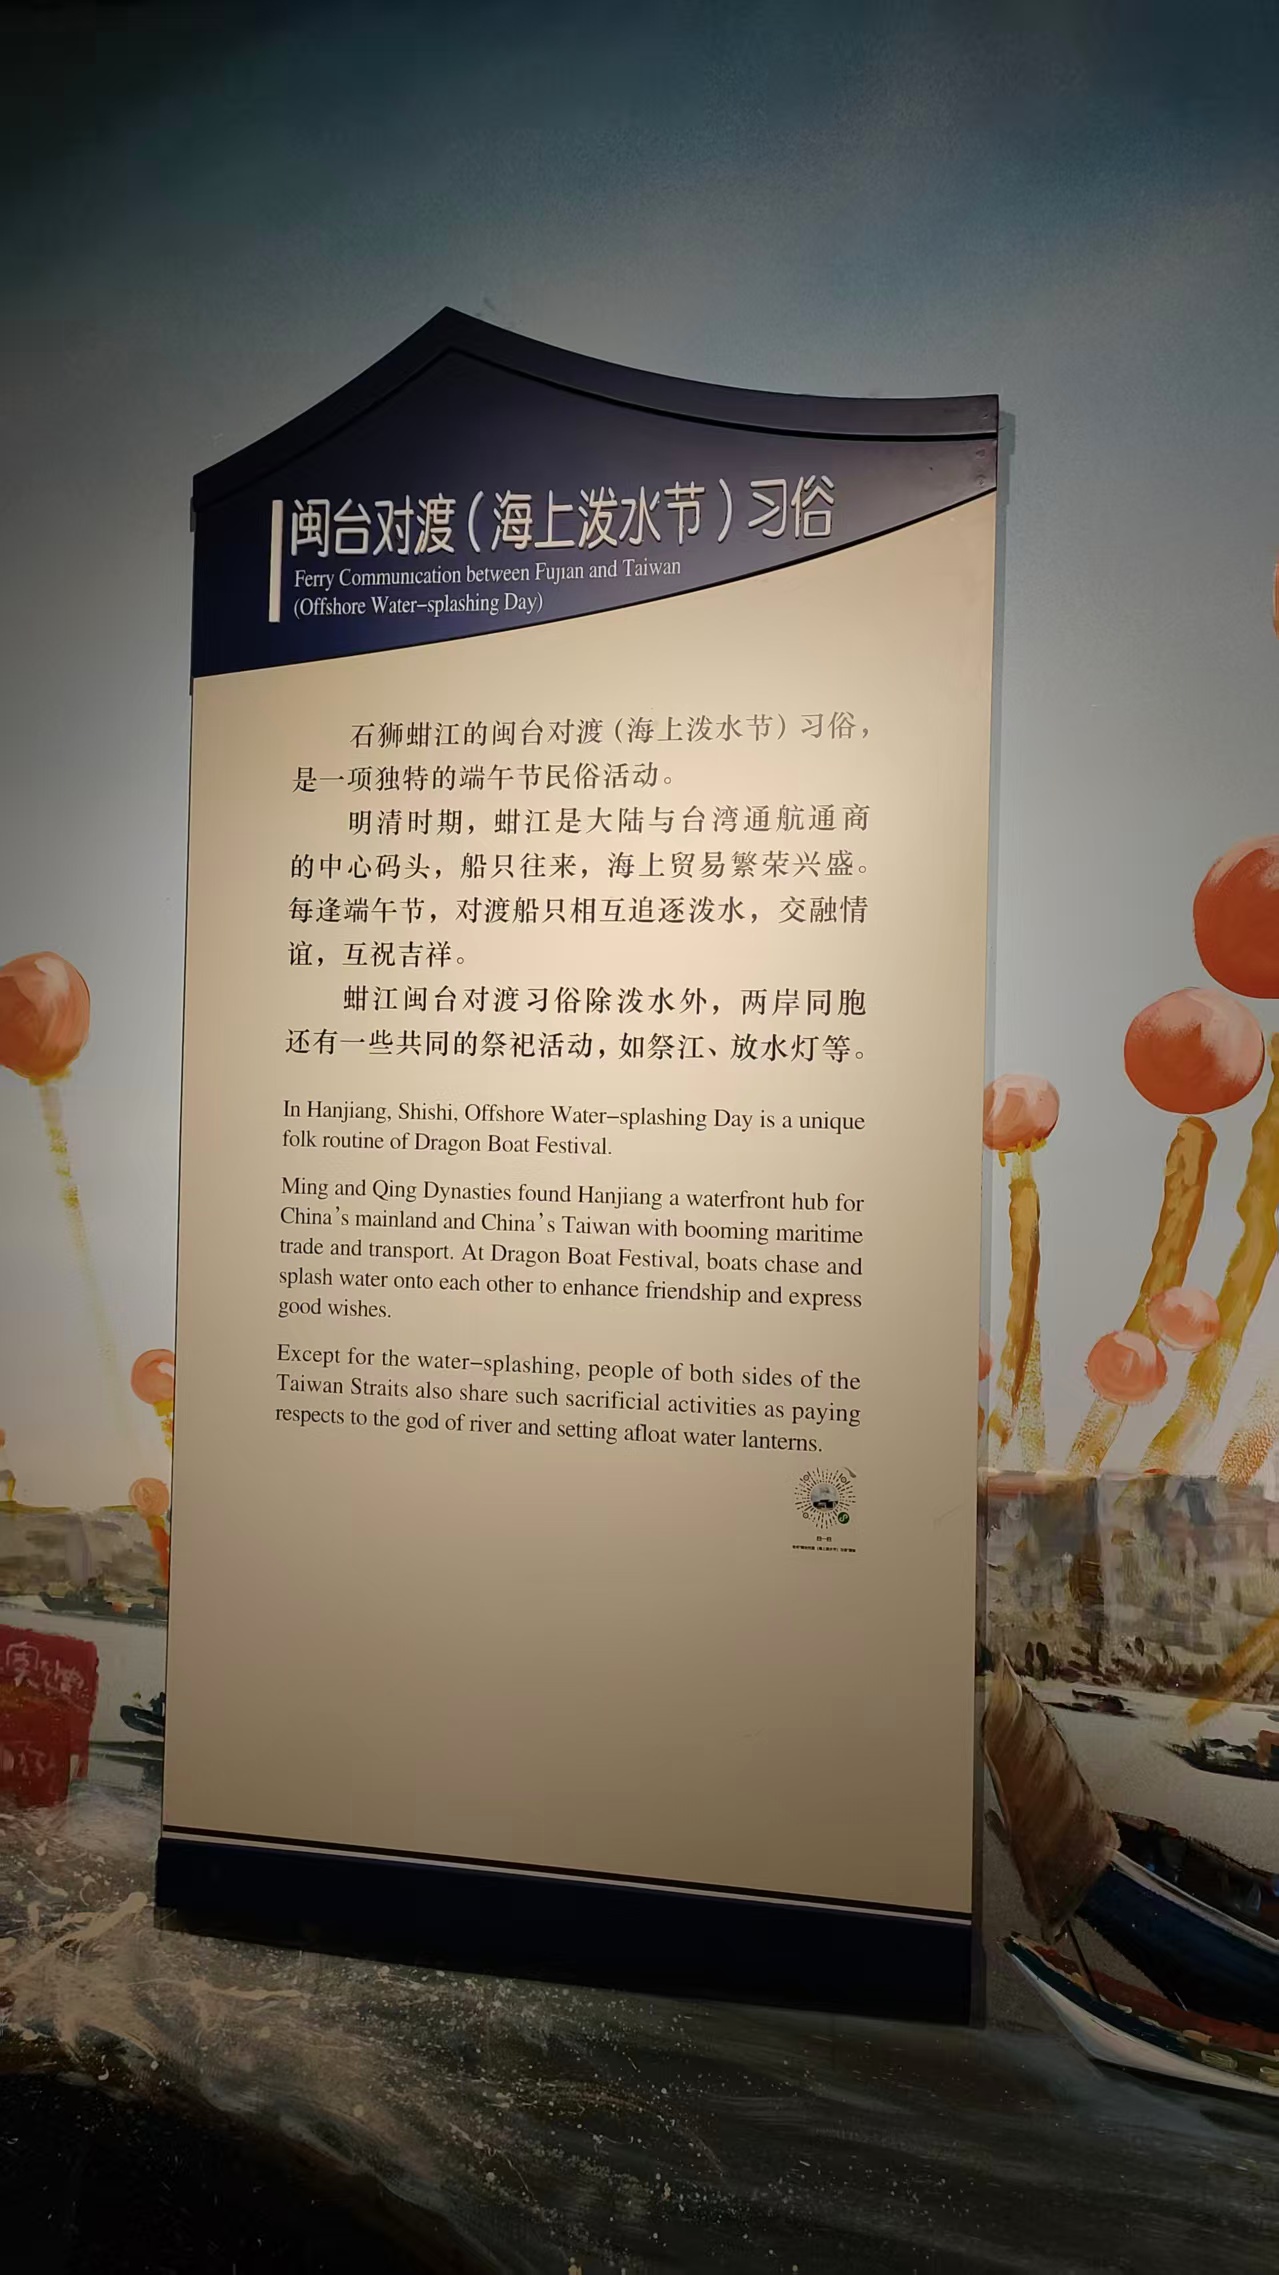 闽台对渡（海上泼水节）习俗
Ferry Communication between Fujian and Taiwan
(Offshore Water-splashing Day)
石狮蚶江的闽台对渡（海上泼水节）习俗，
是一项独特的端午节民俗活动。
明清时期，蚶江是大陆与台湾通航通商
的中心码头，船只往来，海上贸易繁荣兴盛。
每逢端午节，对渡船只相互追逐泼水，交融情
谊，互祝吉祥。
蚶江闽台对渡习俗除泼水外，两岸同胞
还有一些共同的祭祀活动，如祭江、放水灯等。
In Hanjiang, Shishi, Offshore Water-splashing Day is a unique
folk routine of Dragon Boat Festival.
Ming and Qing Dynasties found Hanjiang a waterfront hub for
China's mainland and China's Taiwan with booming maritime
trade and transport. At Dragon Boat Festival, boats chase and
splash water onto each other to enhance friendship and express
good wishes.
Except for the water-splashing, people of both sides of the
Taiwan Straits also share such sacrificial activities as paying
respects to the god of river and setting afloat water lanterns.
扫一扫